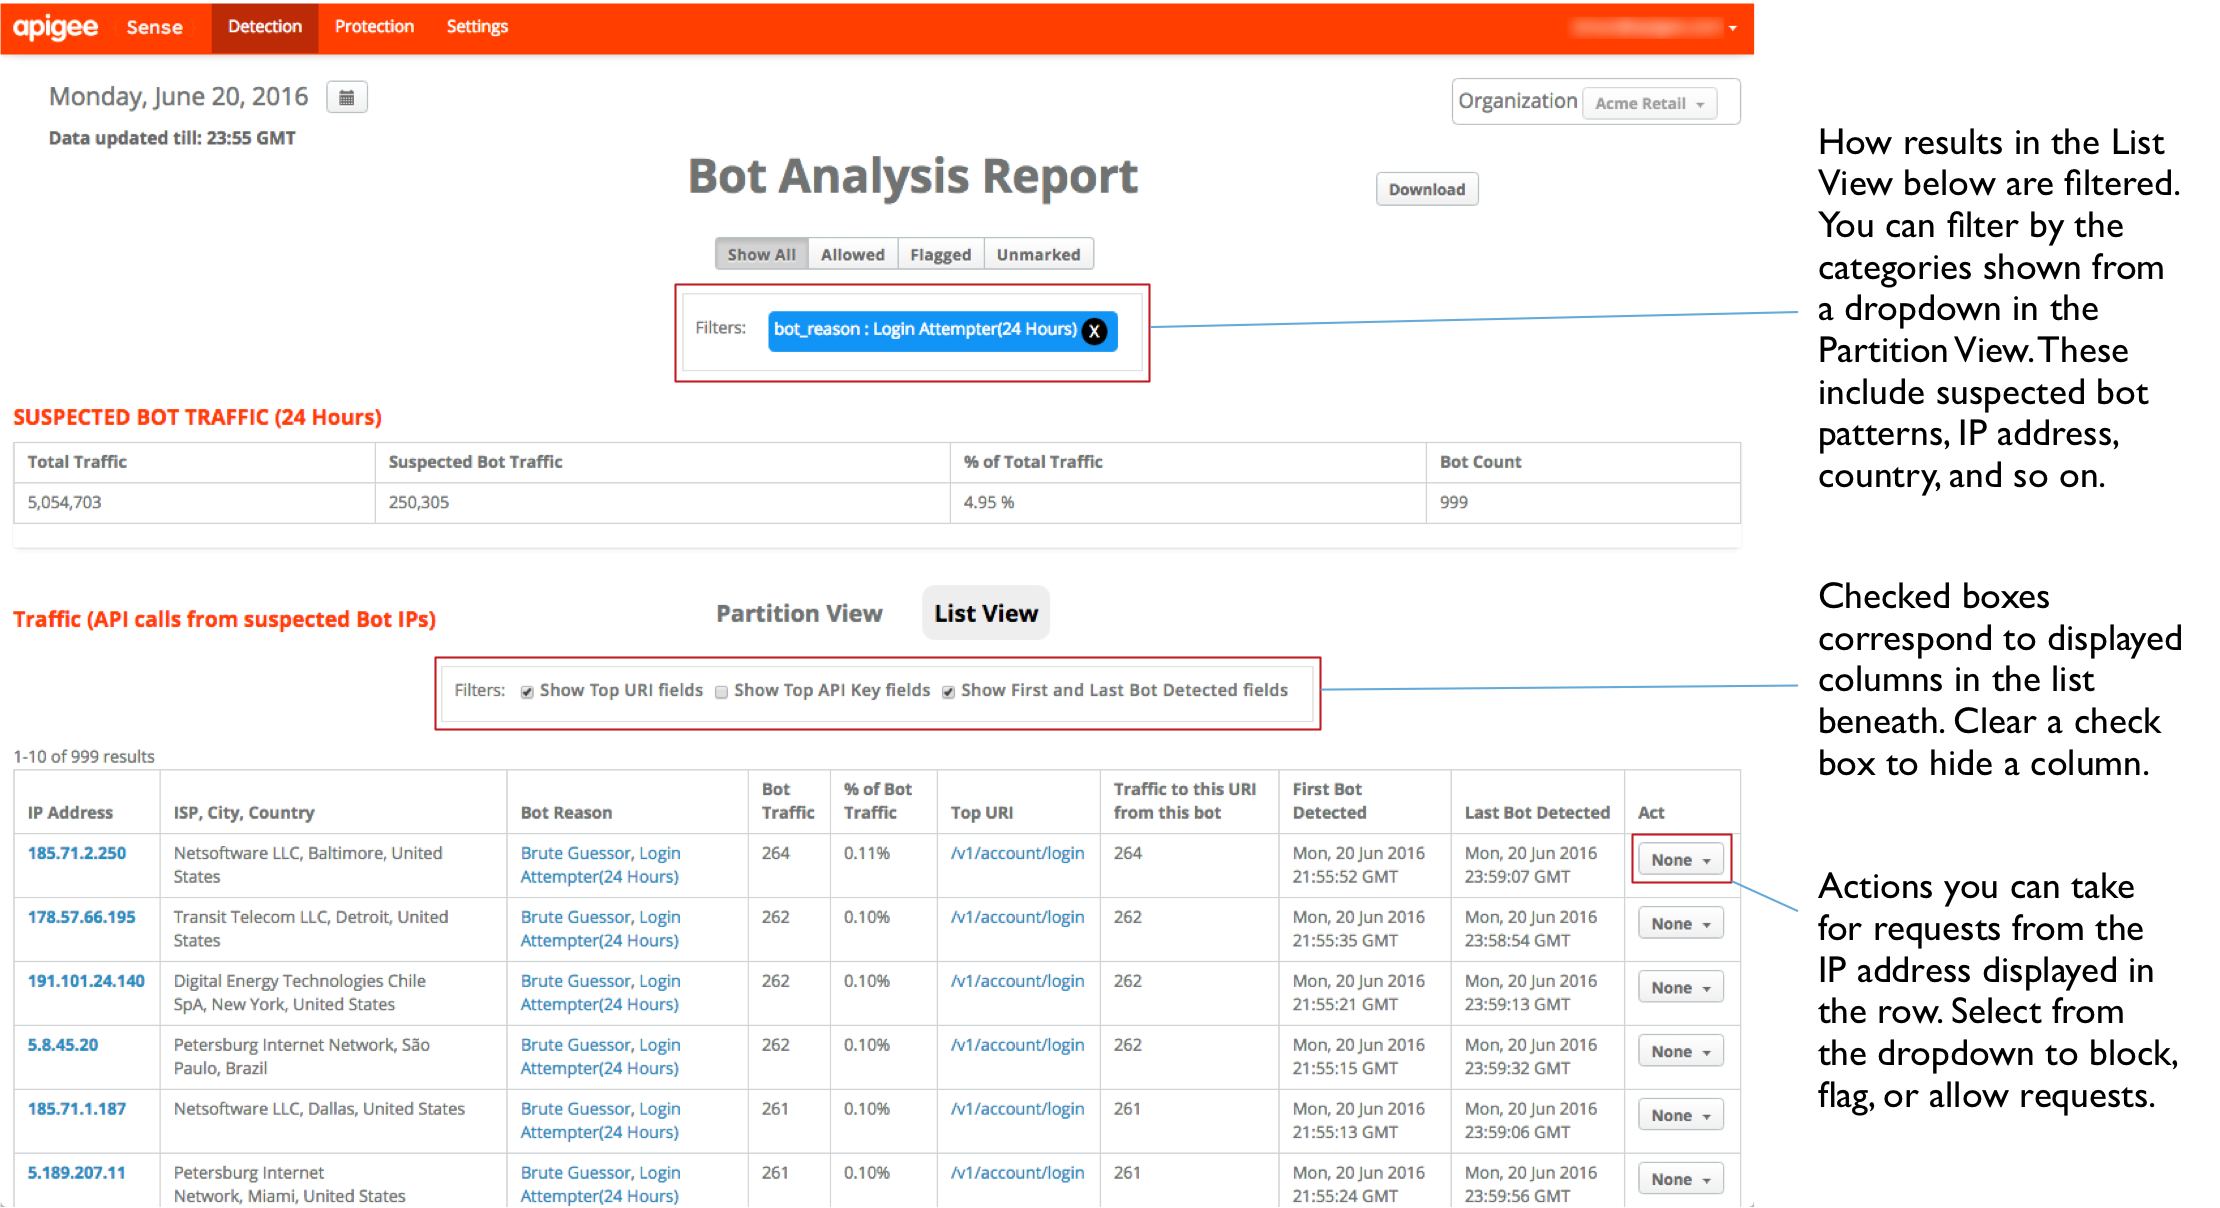 apigee Sense Detection Protection Settings
Monday, June 20, 2016
Organization Acme Retail
Data updated till: 23:55 GMT
Bot Analysis Report
Download
Show All Allowed Flagged Unmarked
Filters: bot_reason : Login Attempter(24 Hours) X
SUSPECTED BOT TRAFFIC (24 Hours)
Total Traffic Suspected Bot Traffic % of Total Traffic Bot Count
5,054,703 250,305 4.95 % 999
Traffic (API calls from suspected Bot IPs)
Partition View List View
Filters: Show Top URI fields Show Top API Key fields Show First and Last Bot Detected fields
1-10 of 999 results
IP Address ISP, City, Country Bot Reason Bot Traffic % of Bot Traffic Top URI Traffic to this URI from this bot First Bot Detected Last Bot Detected Act
185.71.2.250 Netsoftware LLC, Baltimore, United States Brute Guessor, Login Attempter(24 Hours) 264 0.11% /v1/account/login 264 Mon, 20 Jun 2016 21:55:52 GMT Mon, 20 Jun 2016 23:59:07 GMT None
178.57.66.195 Transit Telecom LLC, Detroit, United States Brute Guessor, Login Attempter(24 Hours) 262 0.10% /v1/account/login 262 Mon, 20 Jun 2016 21:55:35 GMT Mon, 20 Jun 2016 23:58:54 GMT None
191.101.24.140 Digital Energy Technologies Chile SpA, New York, United States Brute Guessor, Login Attempter(24 Hours) 262 0.10% /v1/account/login 262 Mon, 20 Jun 2016 21:55:21 GMT Mon, 20 Jun 2016 23:59:13 GMT None
5.8.45.20 Petersburg Internet Network, São Paulo, Brazil Brute Guessor, Login Attempter(24 Hours) 262 0.10% /v1/account/login 262 Mon, 20 Jun 2016 21:55:15 GMT Mon, 20 Jun 2016 23:59:32 GMT None
185.71.1.187 Netsoftware LLC, Dallas, United States Brute Guessor, Login Attempter(24 Hours) 261 0.10% /v1/account/login 261 Mon, 20 Jun 2016 21:55:13 GMT Mon, 20 Jun 2016 23:59:06 GMT None
5.189.207.11 Petersburg Internet Network, Miami, United States Brute Guessor, Login Attempter(24 Hours) 261 0.10% /v1/account/login 261 Mon, 20 Jun 2016 21:55:24 GMT Mon, 20 Jun 2016 23:59:56 GMT None
How results in the List
View below are filtered.
You can filter by the
categories shown from
a dropdown in the
Partition View. These
include suspected bot
patterns, IP address,
country, and so on.
Checked boxes
correspond to displayed
columns in the list
beneath. Clear a check
box to hide a column.
Actions you can take
for requests from the
IP address displayed in
the row. Select from
the dropdown to block,
flag, or allow requests.